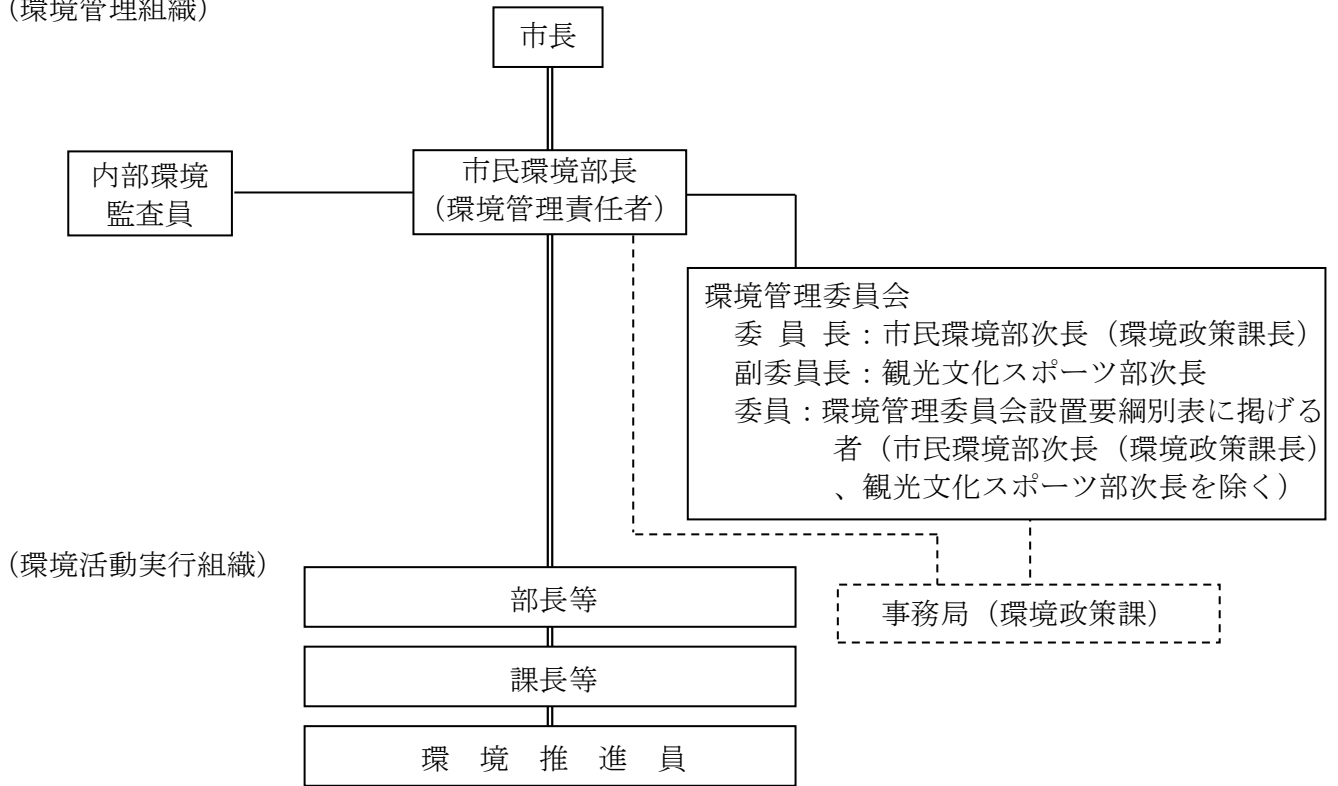 （環境管理組織）
市長
内部環境
監査員
市民環境部長
（環境管理責任者）
環境管理委員会
委 員 長：市民環境部次長（環境政策課長）
副委員長：観光文化スポーツ部次長
委員：環境管理委員会設置要綱別表に掲げる
者（市民環境部次長（環境政策課長）
、観光文化スポーツ部次長を除く）
（環境活動実行組織）
部長等
事務局（環境政策課）
課長等
環 境 推 進 員